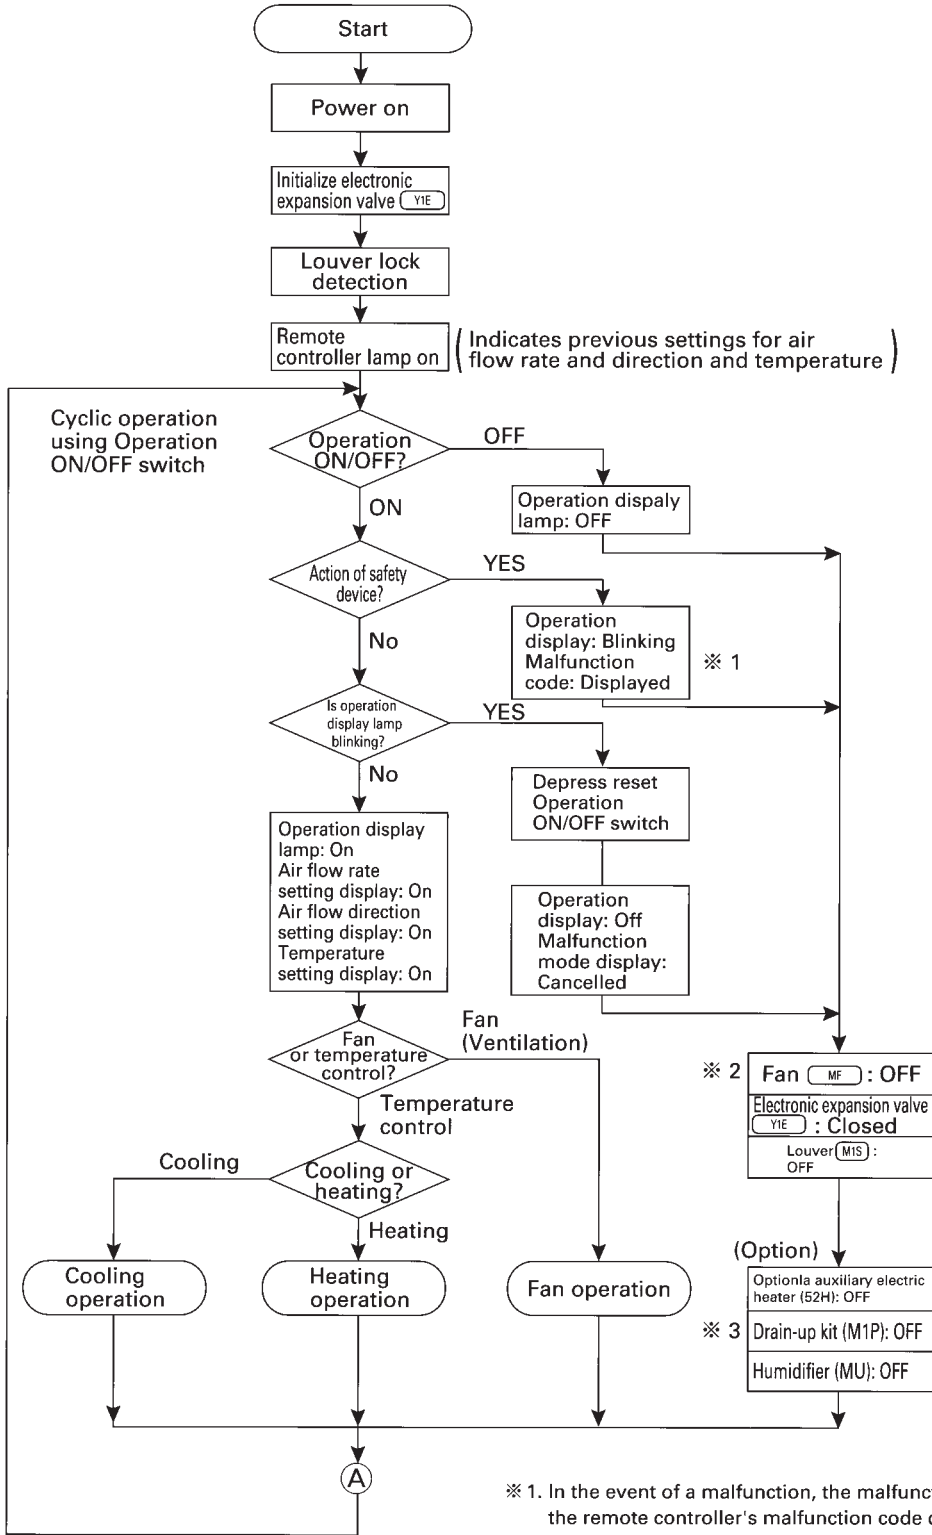 Start
Power on
Initialize electronic
expansion valve Y1E
Louver lock
detection
Remote
controller lamp on
(Indicates previous settings for air
flow rate and direction and temperature)
Cyclic operation
using Operation
ON/OFF switch
Operation
ON/OFF?
OFF
ON
Operation dispaly
lamp: OFF
Action of safety
device?
YES
No
Operation
display: Blinking
Malfunction
code: Displayed
※ 1
Is operation
display lamp
blinking?
YES
No
Depress reset
Operation
ON/OFF switch
Operation display
lamp: On
Air flow rate
setting display: On
Air flow direction
setting display: On
Temperature
setting display: On
Operation
display: Off
Malfunction
mode display:
Cancelled
Fan
or temperature
control?
Fan
(Ventilation)
Temperature
control
※ 2
Fan MF : OFF
Electronic expansion valve
Y1E : Closed
Louver M1S :
OFF
Cooling or
heating?
Cooling
Heating
Cooling
operation
Heating
operation
Fan operation
(Option)
Optionla auxiliary electric
heater (52H): OFF
※ 3
Drain-up kit (M1P): OFF
Humidifier (MU): OFF
A
※ 1. In the event of a malfunction, the malfunc
the remote controller's malfunction code